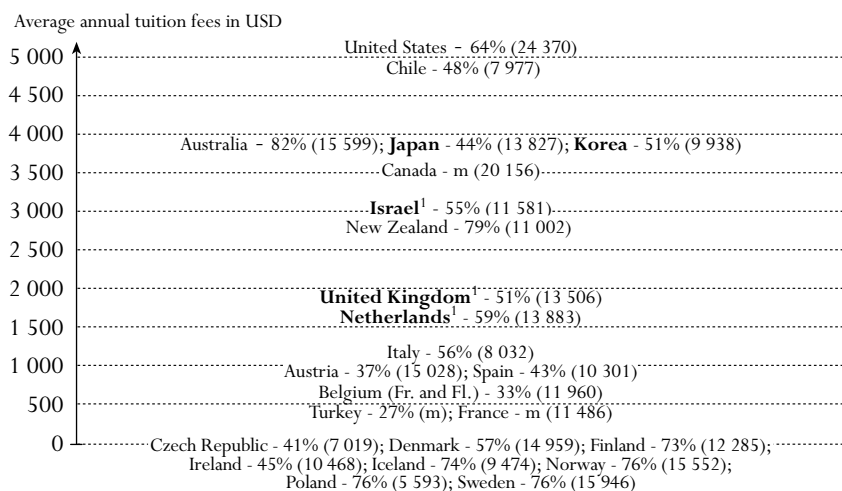 Average annual tuition fees in USD
5 000
United States - 64% (24 370)
Chile - 48% (7 977)
4 500
4 000
Australia - 82% (15 599); Japan - 44% (13 827); Korea - 51% (9 938)
3 500
Canada - m (20 156)
3 000
Israel¹ - 55% (11 581)
New Zealand - 79% (11 002)
2 500
2 000
United Kingdom¹ - 51% (13 506)
Netherlands¹ - 59% (13 883)
1 500
Italy - 56% (8 032)
1 000
Austria - 37% (15 028); Spain - 43% (10 301)
Belgium (Fr. and Fl.) - 33% (11 960)
500
Turkey - 27% (m); France - m (11 486)
0
Czech Republic - 41% (7 019); Denmark - 57% (14 959); Finland - 73% (12 285);
Ireland - 45% (10 468); Iceland - 74% (9 474); Norway - 76% (15 552);
Poland - 76% (5 593); Sweden - 76% (15 946)